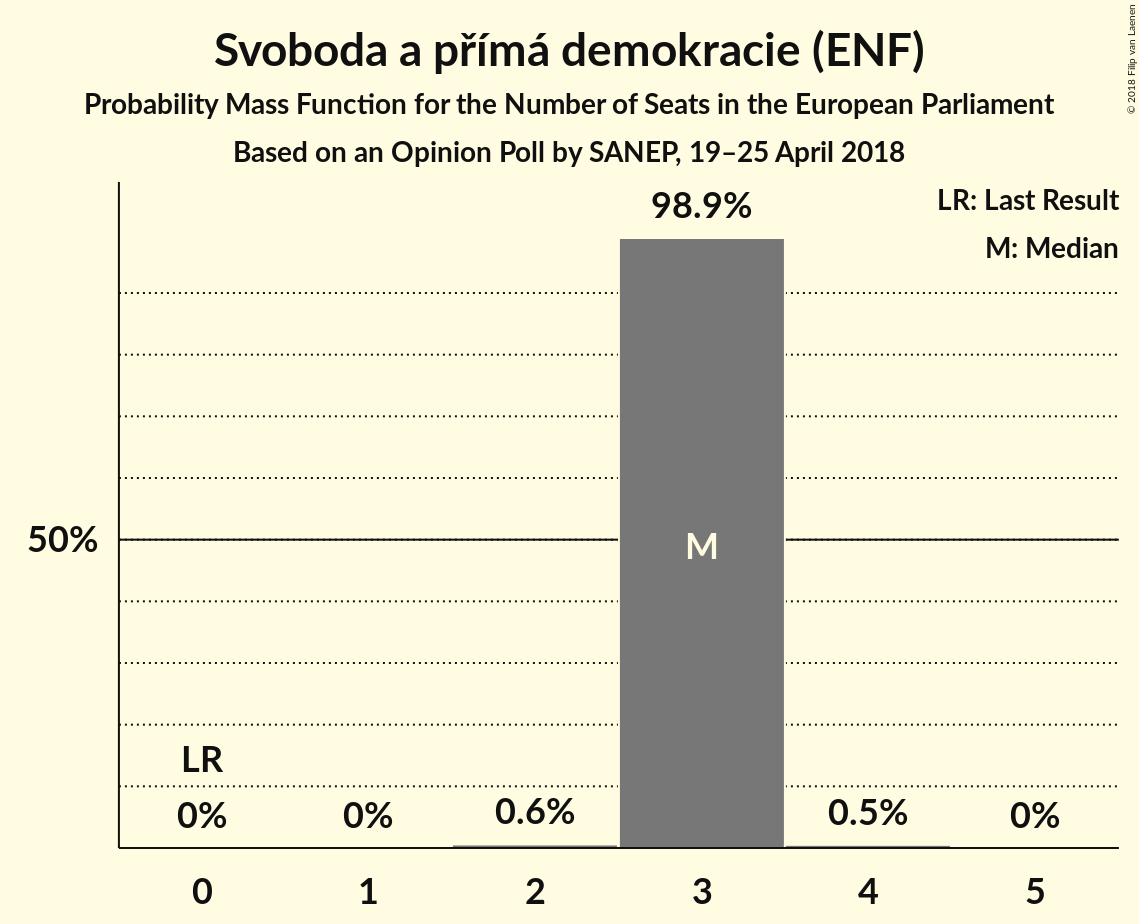 Svoboda a přímá demokracie (ENF)
Probability Mass Function for the Number of Seats in the European Parliament
Based on an Opinion Poll by SANEP, 19–25 April 2018
© 2018 Filip van Laenen
LR: Last Result
M: Median
98.9%
50%
M
LR
0%
0%
0.6%
0.5%
0%
0
1
2
3
4
5